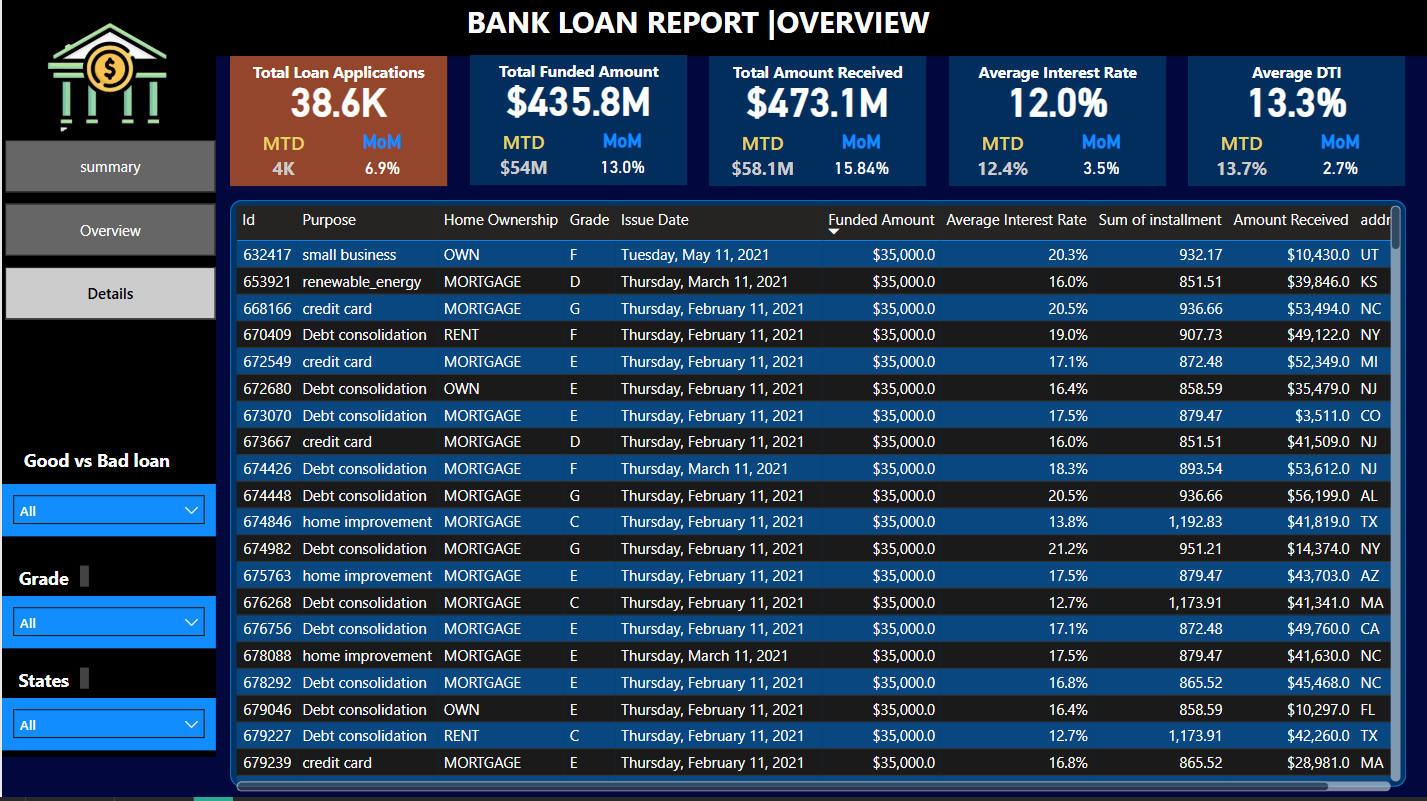 BANK LOAN REPORT |OVERVIEW
Total Loan Applications
38.6K
MTD MoM
4K 6.9%
Total Funded Amount
$435.8M
MTD MoM
$54M 13.0%
Total Amount Received
$473.1M
MTD MoM
$58.1M 15.84%
Average Interest Rate
12.0%
MTD MoM
12.4% 3.5%
Average DTI
13.3%
MTD MoM
13.7% 2.7%
summary
Overview
Details
Good vs Bad loan
All
Grade
All
States
All
Id Purpose Home Ownership Grade Issue Date Funded Amount Average Interest Rate Sum of installment Amount Received addr
632417 small business OWN F Tuesday, May 11, 2021 $35,000.0 20.3% 932.17 $10,430.0 UT
653921 renewable_energy MORTGAGE D Thursday, March 11, 2021 $35,000.0 16.0% 851.51 $39,846.0 KS
668166 credit card MORTGAGE G Thursday, February 11, 2021 $35,000.0 20.5% 936.66 $53,494.0 NC
670409 Debt consolidation RENT F Thursday, February 11, 2021 $35,000.0 19.0% 907.73 $49,122.0 NY
672549 credit card MORTGAGE E Thursday, February 11, 2021 $35,000.0 17.1% 872.48 $52,349.0 MI
672680 Debt consolidation OWN E Thursday, February 11, 2021 $35,000.0 16.4% 858.59 $35,479.0 NJ
673070 Debt consolidation MORTGAGE E Thursday, February 11, 2021 $35,000.0 17.5% 879.47 $3,511.0 CO
673667 credit card MORTGAGE D Thursday, February 11, 2021 $35,000.0 16.0% 851.51 $41,509.0 NJ
674426 Debt consolidation MORTGAGE F Thursday, March 11, 2021 $35,000.0 18.3% 893.54 $53,612.0 NJ
674448 Debt consolidation MORTGAGE G Thursday, February 11, 2021 $35,000.0 20.5% 936.66 $56,199.0 AL
674846 home improvement MORTGAGE C Thursday, February 11, 2021 $35,000.0 13.8% 1,192.83 $41,819.0 TX
674982 Debt consolidation MORTGAGE G Thursday, February 11, 2021 $35,000.0 21.2% 951.21 $14,374.0 NY
675763 home improvement MORTGAGE E Thursday, February 11, 2021 $35,000.0 17.5% 879.47 $43,703.0 AZ
676268 Debt consolidation MORTGAGE C Thursday, February 11, 2021 $35,000.0 12.7% 1,173.91 $41,341.0 MA
676756 Debt consolidation MORTGAGE E Thursday, February 11, 2021 $35,000.0 17.1% 872.48 $49,760.0 CA
678088 home improvement MORTGAGE E Thursday, March 11, 2021 $35,000.0 17.5% 879.47 $41,630.0 NC
678292 Debt consolidation MORTGAGE E Thursday, February 11, 2021 $35,000.0 16.8% 865.52 $45,468.0 NC
679046 Debt consolidation OWN E Thursday, February 11, 2021 $35,000.0 16.4% 858.59 $10,297.0 FL
679227 Debt consolidation RENT C Thursday, February 11, 2021 $35,000.0 12.7% 1,173.91 $42,260.0 TX
679239 credit card MORTGAGE E Thursday, February 11, 2021 $35,000.0 16.8% 865.52 $28,981.0 MA